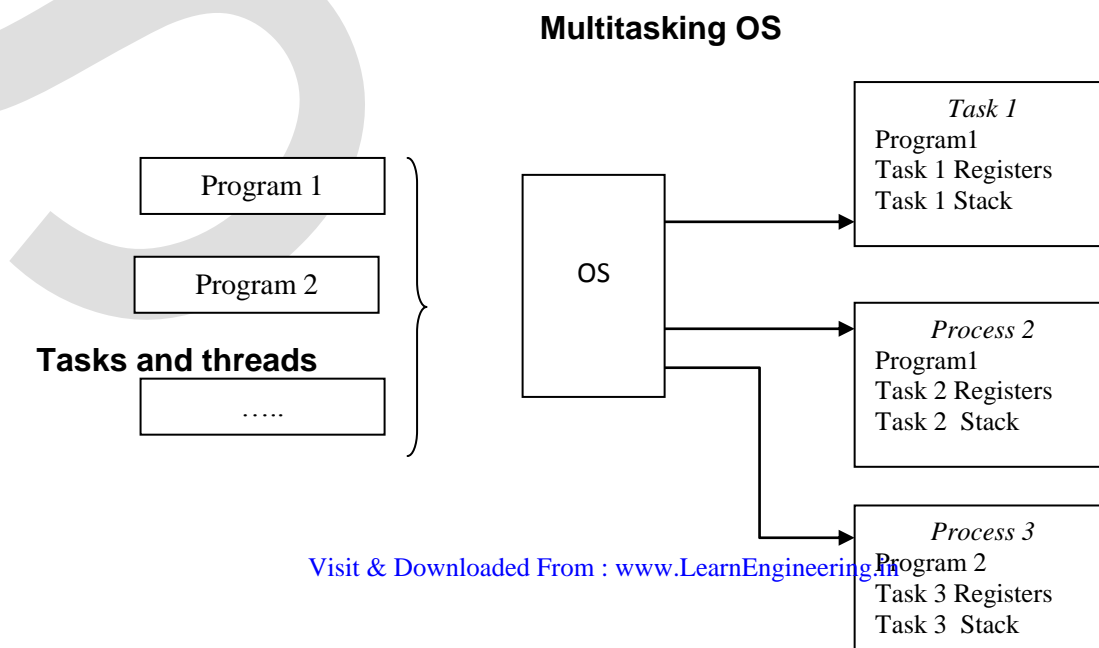 Multitasking OS
Program 1
Program 2
Tasks and threads
…..
OS
Task 1
Program1
Task 1 Registers
Task 1 Stack
Process 2
Program1
Task 2 Registers
Task 2 Stack
Process 3
Program 2
Task 3 Registers
Task 3 Stack
Visit & Downloaded From : www.LearnEngineering.in